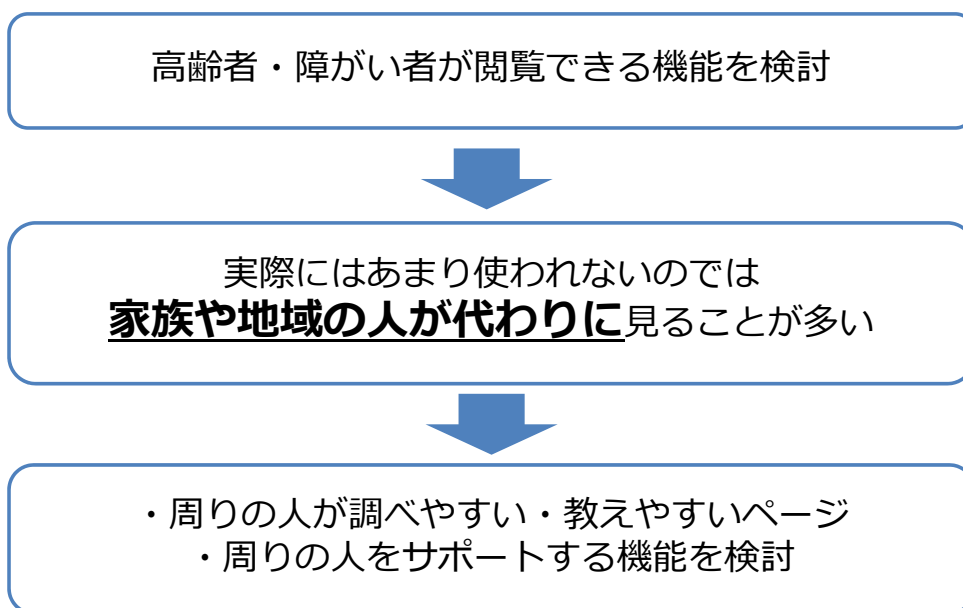 高齢者・障がい者が閲覧できる機能を検討
実際にはあまり使われないのでは
家族や地域の人が代わりに見ることが多い
・周りの人が調べやすい・教えやすいページ
・周りの人をサポートする機能を検討